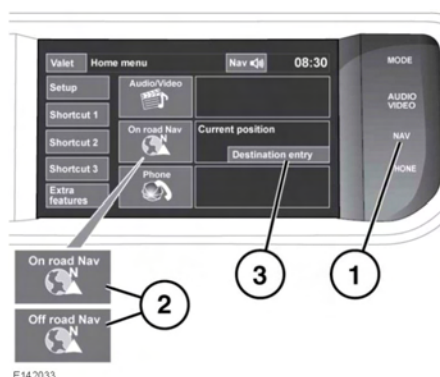 Valet Home menu Nav 08:30
Setup
Audio/Video
Shortcut 1
Shortcut 2
On road Nav
N
Current position
Destination entry
Shortcut 3
Phone
Extra
features
MODE
AUDIO
VIDEO
NAV
PHONE
On road Nav
N
Off road Nav
N
1
2
3
E142033